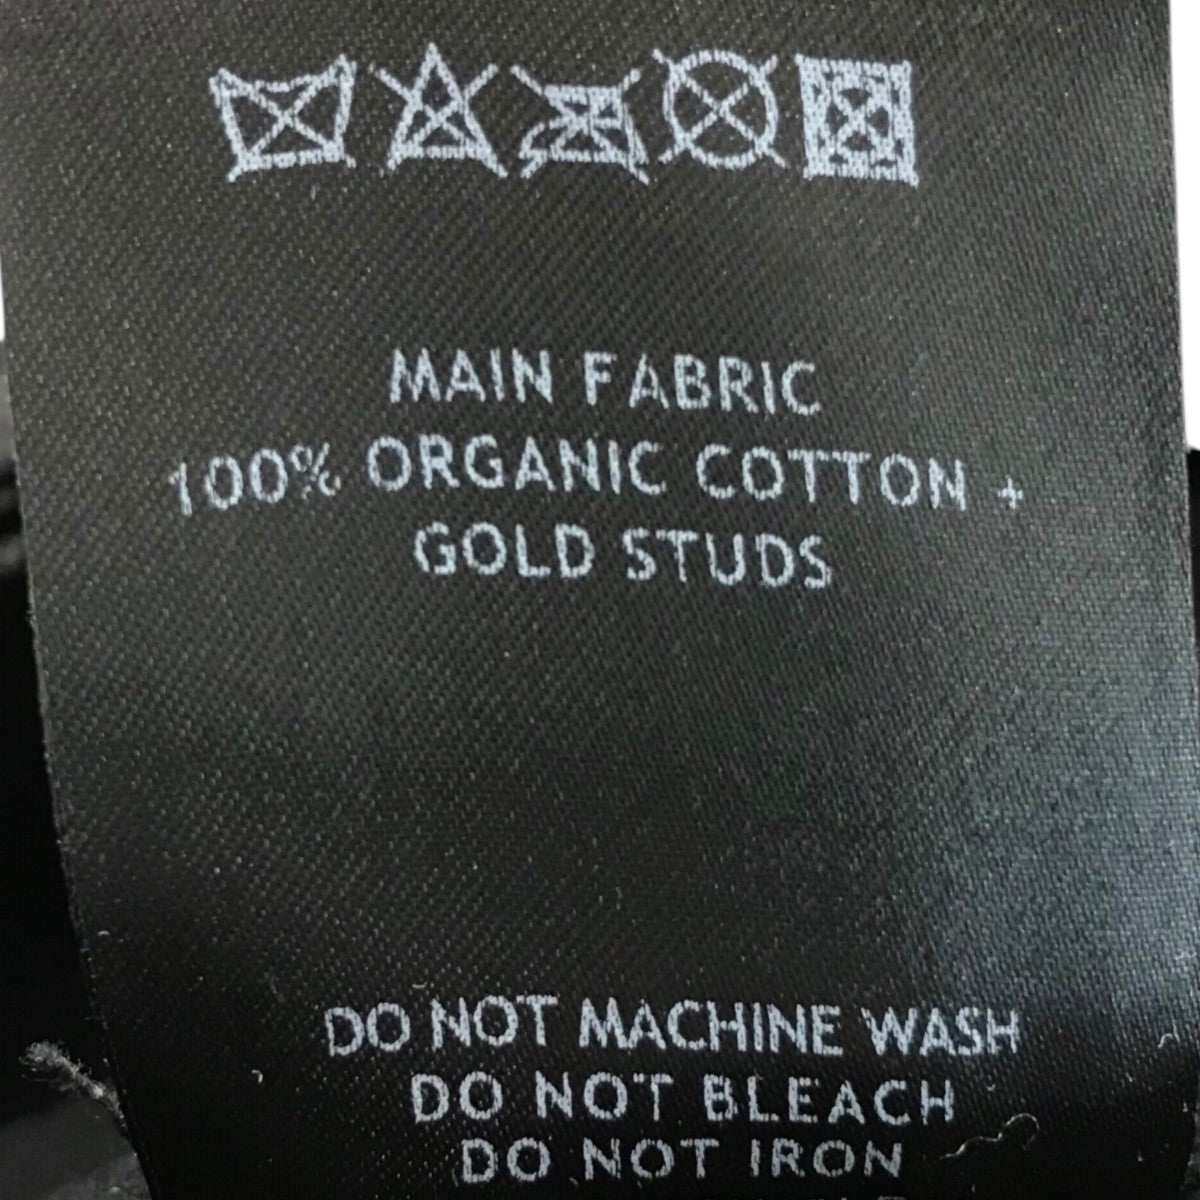 MAIN FABRIC
100% ORGANIC COTTON +
GOLD STUDS
DO NOT MACHINE WASH
DO NOT BLEACH
DO NOT IRON